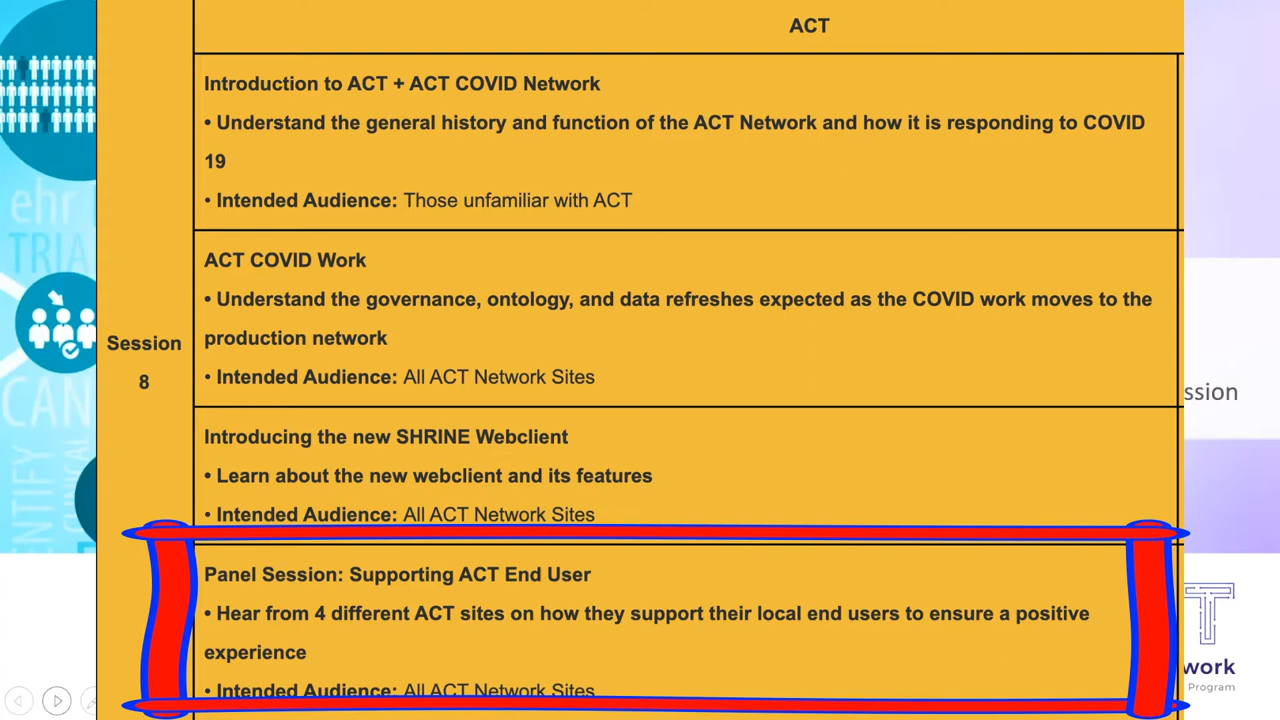 ACT
Introduction to ACT + ACT COVID Network
• Understand the general history and function of the ACT Network and how it is responding to COVID
19
• Intended Audience: Those unfamiliar with ACT
ACT COVID Work
• Understand the governance, ontology, and data refreshes expected as the COVID work moves to the
production network
• Intended Audience: All ACT Network Sites
Session
8
Introducing the new SHRINE Webclient
• Learn about the new webclient and its features
• Intended Audience: All ACT Network Sites
Panel Session: Supporting ACT End User
• Hear from 4 different ACT sites on how they support their local end users to ensure a positive
experience
• Intended Audience: All ACT Network Sites
ehr
TRIA
CAN
ENTIFY
CLINICAL
ssion
T
work
Program